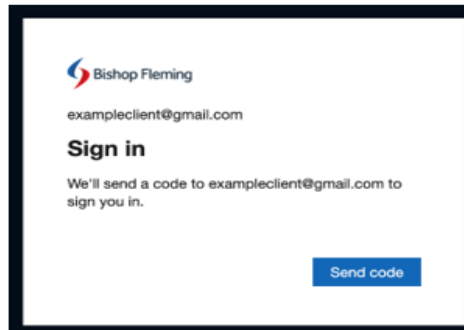 Bishop Fleming
exampleclient@gmail.com
Sign in
We'll send a code to exampleclient@gmail.com to
sign you in.
Send code